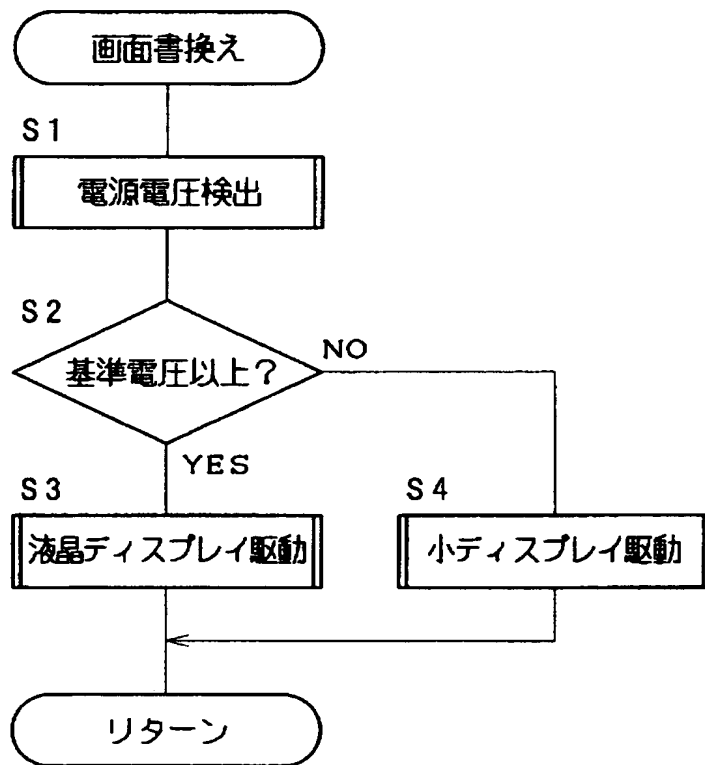 画面書換え
S1
電源電圧検出
S2
基準電圧以上?
NO
YES
S3
液晶ディスプレイ駆動
S4
小ディスプレイ駆動
リターン